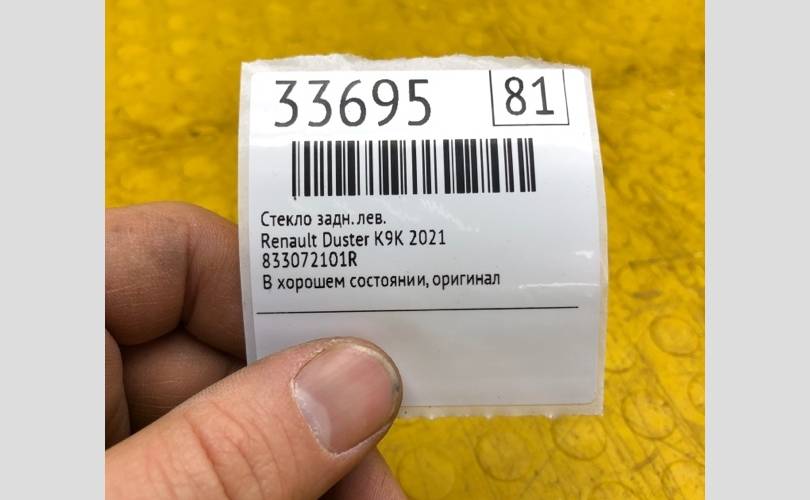 33695
81
Стекло задн. лев.
Renault Duster K9K 2021
833072101R
В хорошем состоянии, оригинал